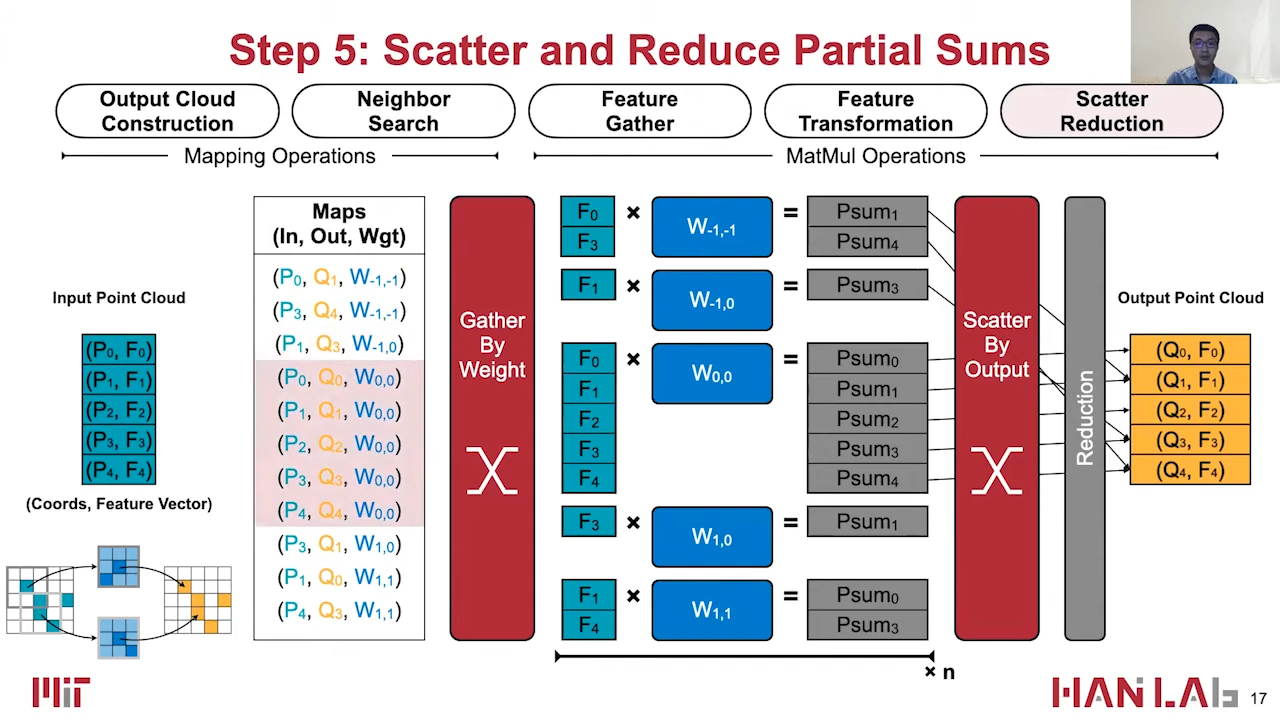 Step 5: Scatter and Reduce Partial Sums
Output Cloud
Construction
Neighbor
Search
Feature
Gather
Feature
Transformation
Scatter
Reduction
Mapping Operations
MatMul Operations
Input Point Cloud
(P₀, F₀)
(P₁, F₁)
(P₂, F₂)
(P₃, F₃)
(P₄, F₄)
(Coords, Feature Vector)
Maps
(In, Out, Wgt)
(P₀, Q₁, W₋₁,₋₁)
(P₃, Q₄, W₋₁,₋₁)
(P₁, Q₃, W₋₁,₀)
(P₀, Q₀, W₀,₀)
(P₁, Q₁, W₀,₀)
(P₂, Q₂, W₀,₀)
(P₃, Q₃, W₀,₀)
(P₄, Q₄, W₀,₀)
(P₃, Q₁, W₁,₀)
(P₁, Q₀, W₁,₁)
(P₄, Q₃, W₁,₁)
Gather
By
Weight
F₀ × W₋₁,₋₁ = Psum₁
F₃ Psum₄
F₁ × W₋₁,₀ = Psum₃
F₀ × W₀,₀ = Psum₀
F₁ Psum₁
F₂ Psum₂
F₃ Psum₃
F₄ Psum₄
F₃ × W₁,₀ = Psum₁
F₁ × W₁,₁ = Psum₀
F₄ Psum₃
× n
Scatter
By
Output
Reduction
Output Point Cloud
(Q₀, F₀)
(Q₁, F₁)
(Q₂, F₂)
(Q₃, F₃)
(Q₄, F₄)
MIT
HAN LAB
17